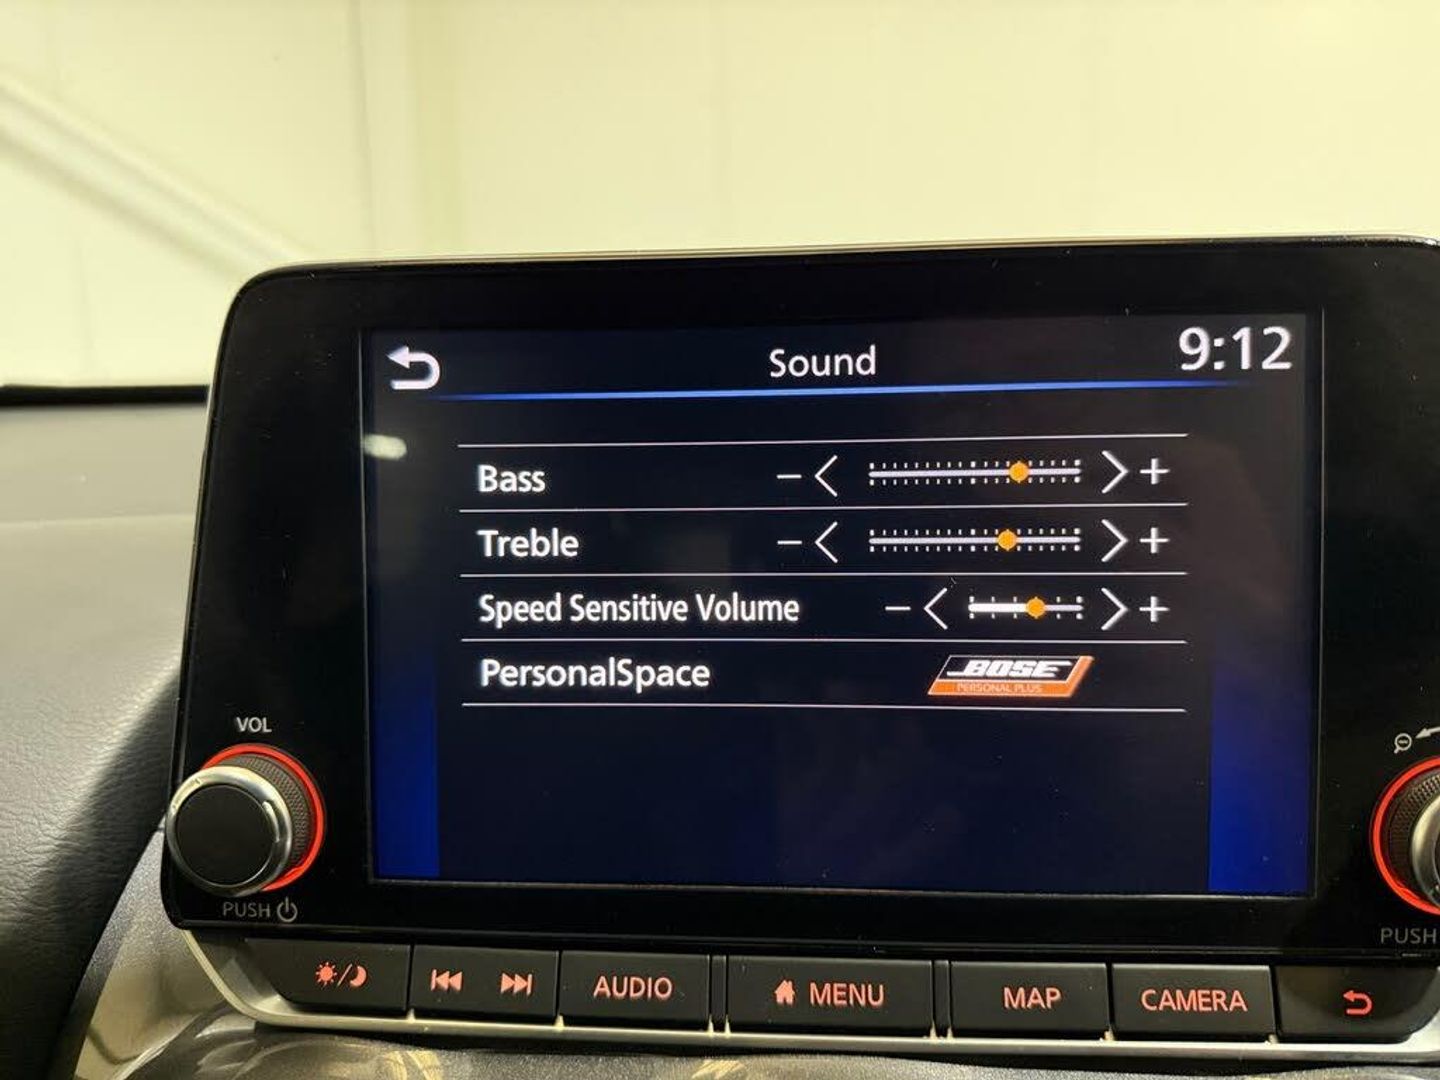 Sound
9:12
Bass
Treble
Speed Sensitive Volume
PersonalSpace
BOSE
PERSONAL PLUS
VOL
PUSH
PUSH
AUDIO
MENU
MAP
CAMERA